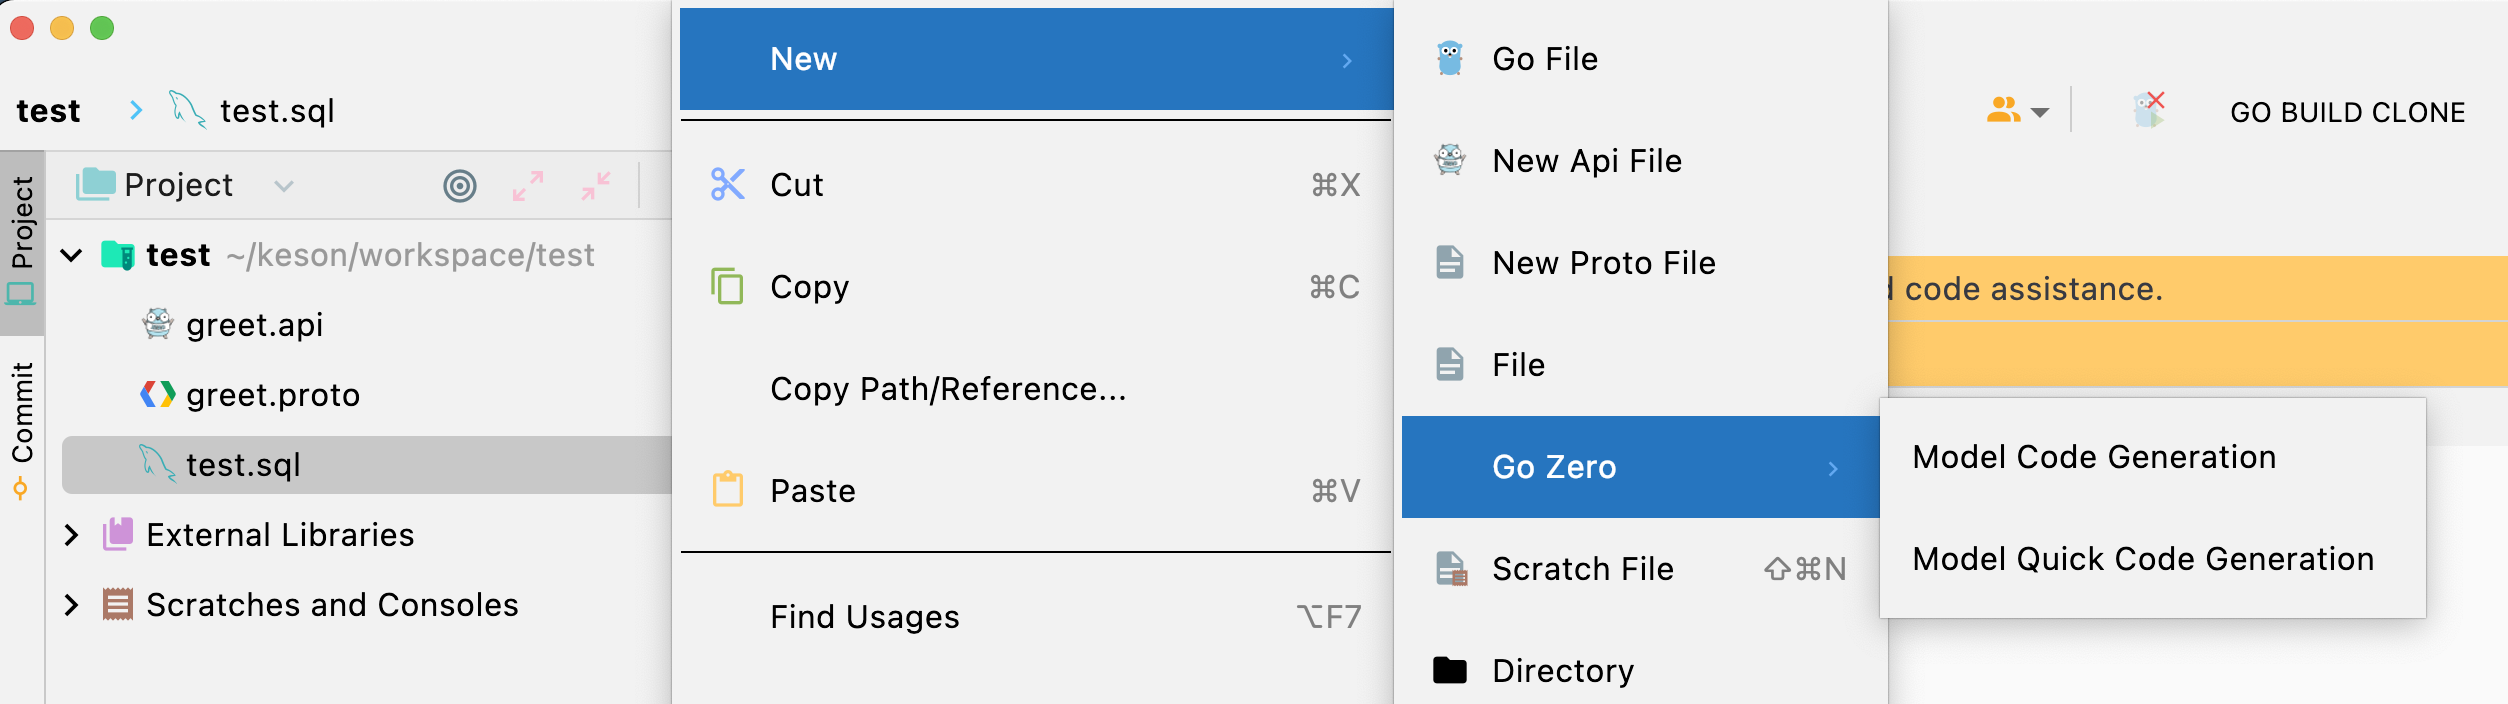 test
test.sql
Project
test ~/keson/workspace/test
greet.api
greet.proto
test.sql
External Libraries
Scratches and Consoles
Project
Commit
New
Cut ⌘X
Copy ⌘C
Copy Path/Reference...
Paste ⌘V
Find Usages ⌥F7
Go File
New Api File
New Proto File
File
Go Zero
Scratch File ⇧⌘N
Directory
Model Code Generation
Model Quick Code Generation
GO BUILD CLONE
code assistance.